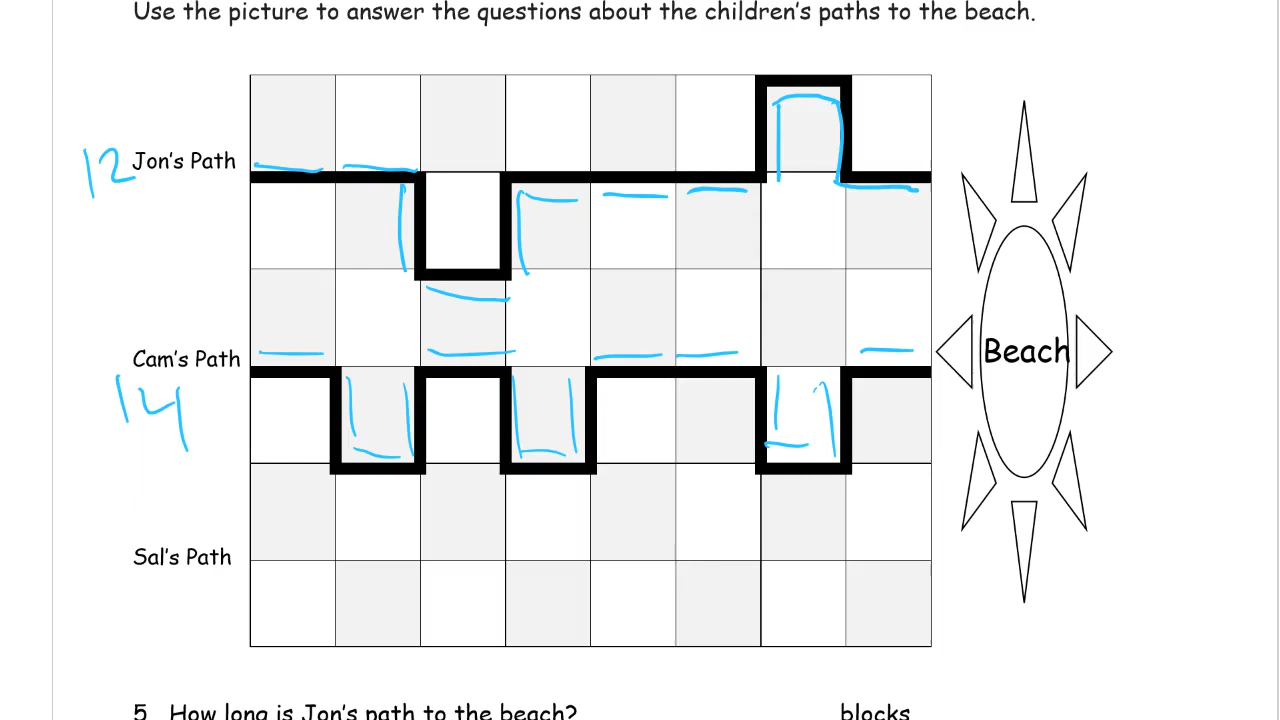 Use the picture to answer the questions about the children's paths to the beach.
12 Jon's Path
Cam's Path
Beach
14
Sal's Path
5 How long is Jon's path to the beach? blocks